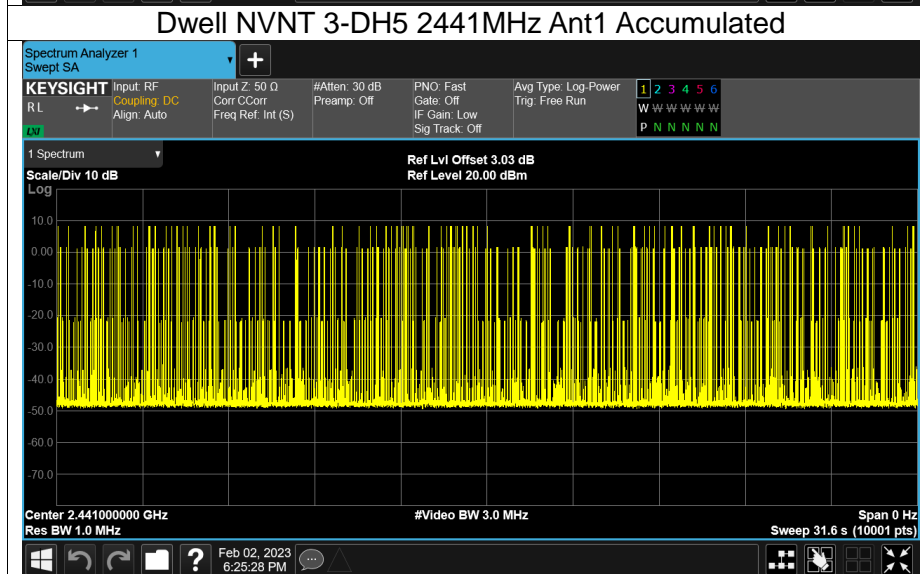 Dwell NVNT 3-DH5 2441MHz Ant1 Accumulated
Spectrum Analyzer 1
Swept SA
+
KEYSIGHT
R L
LXI
Input: RF
Coupling: DC
Align: Auto
Input Z: 50 Ω
Corr CCorr
Freq Ref: Int (S)
#Atten: 30 dB
Preamp: Off
PNO: Fast
Gate: Off
IF Gain: Low
Sig Track: Off
Avg Type: Log-Power
Trig: Free Run
1 2 3 4 5 6
W W W W W W
P N N N N N
1 Spectrum
Scale/Div 10 dB
Ref Lvl Offset 3.03 dB
Ref Level 20.00 dBm
Log
10.0
0.00
-10.0
-20.0
-30.0
-40.0
-50.0
-60.0
-70.0
Center 2.441000000 GHz
#Video BW 3.0 MHz
Span 0 Hz
Res BW 1.0 MHz
Sweep 31.6 s (10001 pts)
?
Feb 02, 2023
6:25:28 PM